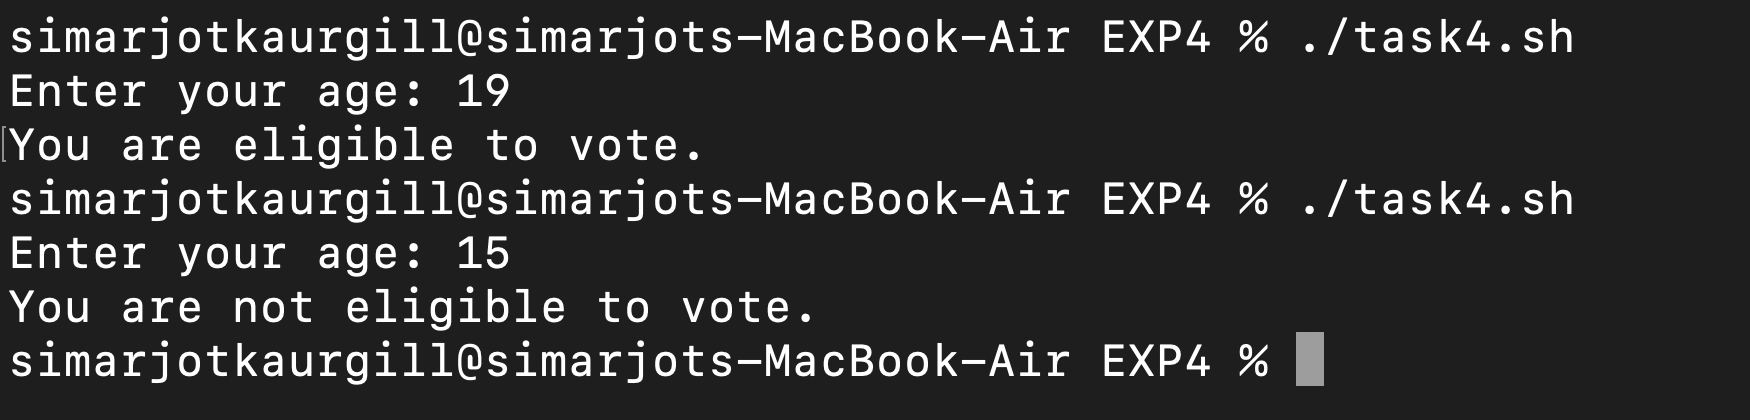 simarjotkaurgill@simarjots-MacBook-Air EXP4 % ./task4.sh
Enter your age: 19
You are eligible to vote.
simarjotkaurgill@simarjots-MacBook-Air EXP4 % ./task4.sh
Enter your age: 15
You are not eligible to vote.
simarjotkaurgill@simarjots-MacBook-Air EXP4 %